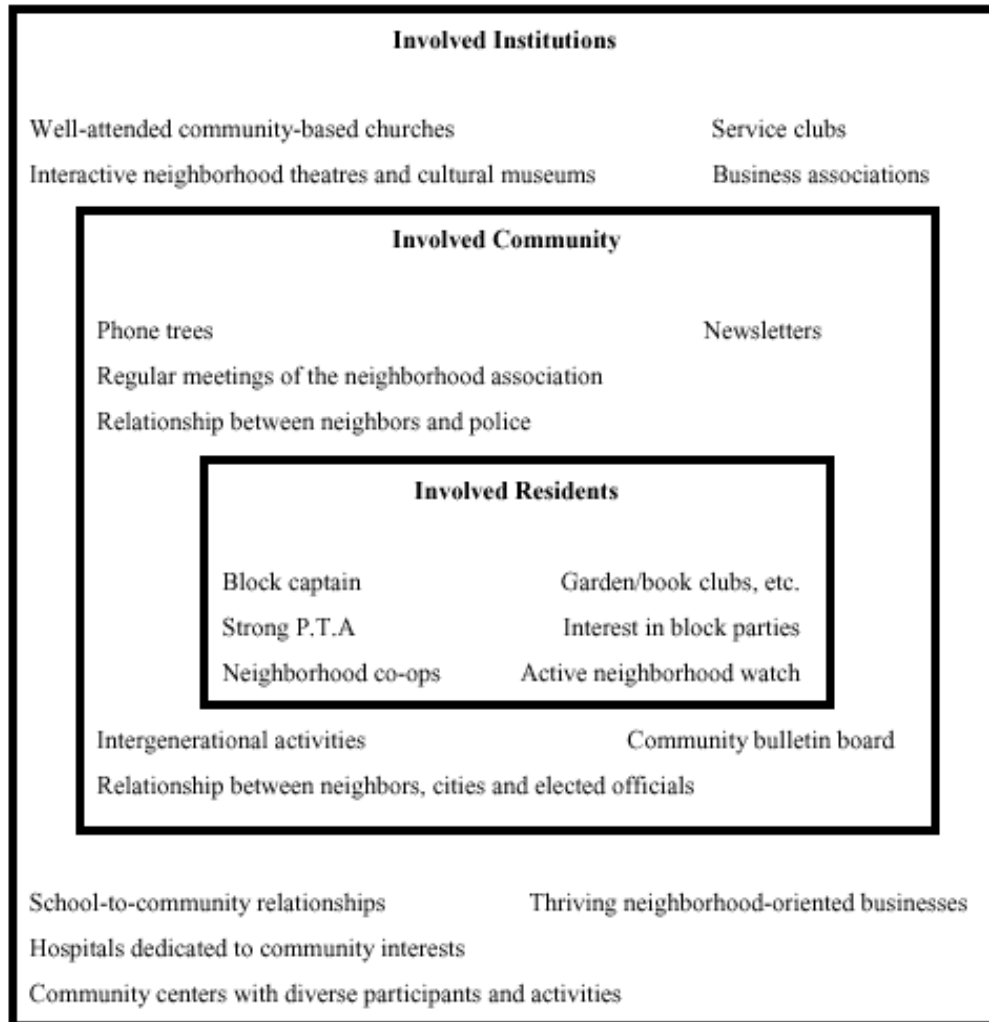 Involved Institutions
Well-attended community-based churches Service clubs
Interactive neighborhood theatres and cultural museums Business associations
Involved Community
Phone trees Newsletters
Regular meetings of the neighborhood association
Relationship between neighbors and police
Involved Residents
Block captain Garden/book clubs, etc.
Strong P.T.A Interest in block parties
Neighborhood co-ops Active neighborhood watch
Intergenerational activities Community bulletin board
Relationship between neighbors, cities and elected officials
School-to-community relationships Thriving neighborhood-oriented businesses
Hospitals dedicated to community interests
Community centers with diverse participants and activities